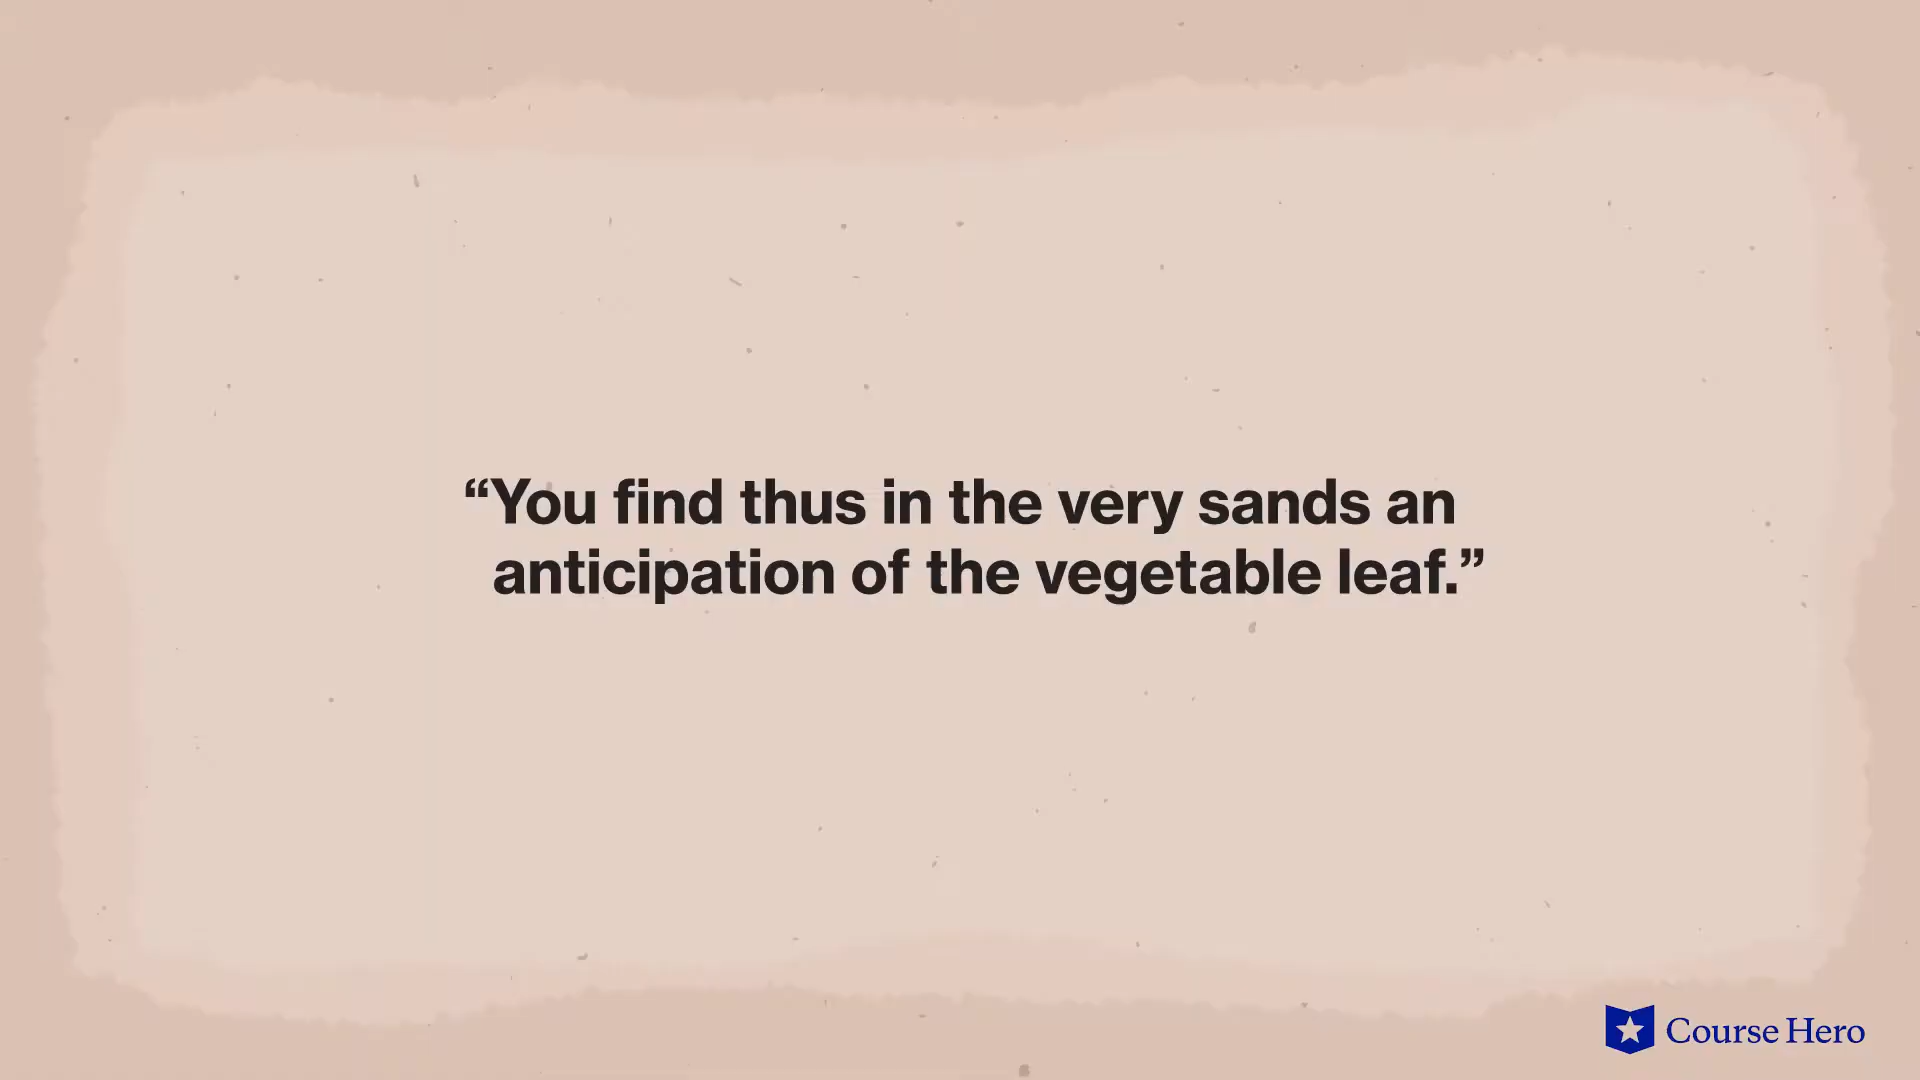 “You find thus in the very sands an
anticipation of the vegetable leaf.”
Course Hero